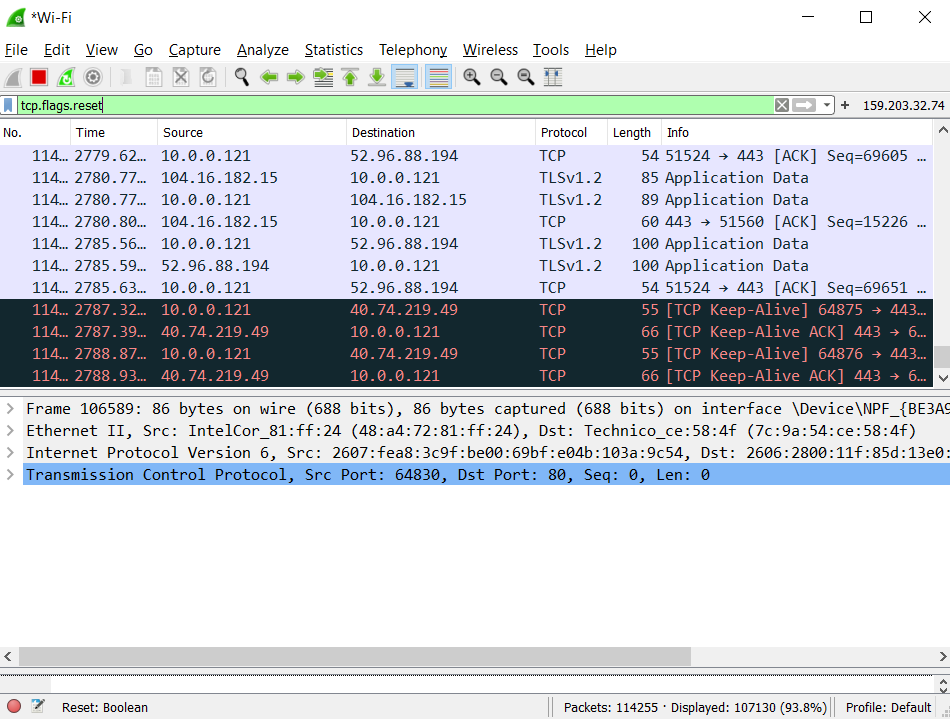 *Wi-Fi
File Edit View Go Capture Analyze Statistics Telephony Wireless Tools Help
tcp.flags.reset + 159.203.32.74
No. Time Source Destination Protocol Length Info
114… 2779.62… 10.0.0.121 52.96.88.194 TCP 54 51524 → 443 [ACK] Seq=69605 …
114… 2780.77… 104.16.182.15 10.0.0.121 TLSv1.2 85 Application Data
114… 2780.77… 10.0.0.121 104.16.182.15 TLSv1.2 89 Application Data
114… 2780.80… 104.16.182.15 10.0.0.121 TCP 60 443 → 51560 [ACK] Seq=15226 …
114… 2785.56… 10.0.0.121 52.96.88.194 TLSv1.2 100 Application Data
114… 2785.59… 52.96.88.194 10.0.0.121 TLSv1.2 100 Application Data
114… 2785.63… 10.0.0.121 52.96.88.194 TCP 54 51524 → 443 [ACK] Seq=69651 …
114… 2787.32… 10.0.0.121 40.74.219.49 TCP 55 [TCP Keep-Alive] 64875 → 443…
114… 2787.39… 40.74.219.49 10.0.0.121 TCP 66 [TCP Keep-Alive ACK] 443 → 6…
114… 2788.87… 10.0.0.121 40.74.219.49 TCP 55 [TCP Keep-Alive] 64876 → 443…
114… 2788.93… 40.74.219.49 10.0.0.121 TCP 66 [TCP Keep-Alive ACK] 443 → 6…
Frame 106589: 86 bytes on wire (688 bits), 86 bytes captured (688 bits) on interface \Device\NPF_{BE3A9
Ethernet II, Src: IntelCor_81:ff:24 (48:a4:72:81:ff:24), Dst: Technico_ce:58:4f (7c:9a:54:ce:58:4f)
Internet Protocol Version 6, Src: 2607:fea8:3c9f:be00:69bf:e04b:103a:9c54, Dst: 2606:2800:11f:85d:13e0:
Transmission Control Protocol, Src Port: 64830, Dst Port: 80, Seq: 0, Len: 0
Reset: Boolean Packets: 114255 · Displayed: 107130 (93.8%) Profile: Default